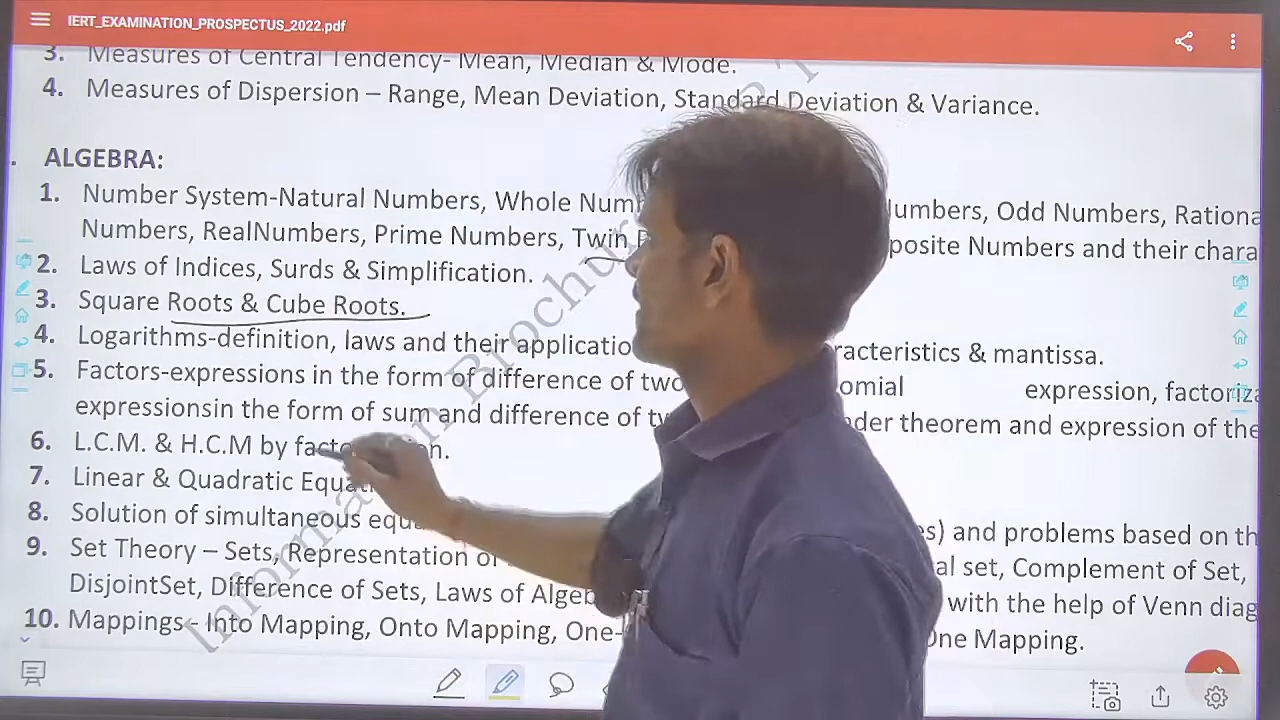 IERT_EXAMINATION_PROSPECTUS_2022.pdf
3. Measures of Central Tendency- Mean, Median & Mode.
4. Measures of Dispersion – Range, Mean Deviation, Standard Deviation & Variance.
. ALGEBRA:
1. Number System-Natural Numbers, Whole Num Numbers, Odd Numbers, Rationa
Numbers, RealNumbers, Prime Numbers, Twin P posite Numbers and their chara
2. Laws of Indices, Surds & Simplification.
3. Square Roots & Cube Roots.
4. Logarithms-definition, laws and their applicatio racteristics & mantissa.
5. Factors-expressions in the form of difference of two omial expression, factoriza
expressionsin the form of sum and difference of tw der theorem and expression of the
6. L.C.M. & H.C.M by facto n.
7. Linear & Quadratic Equati
8. Solution of simultaneous equa s) and problems based on th
9. Set Theory – Sets, Representation of al set, Complement of Set,
DisjointSet, Difference of Sets, Laws of Algeb with the help of Venn diag
10. Mappings - Into Mapping, Onto Mapping, One- One Mapping.
Information Brochur